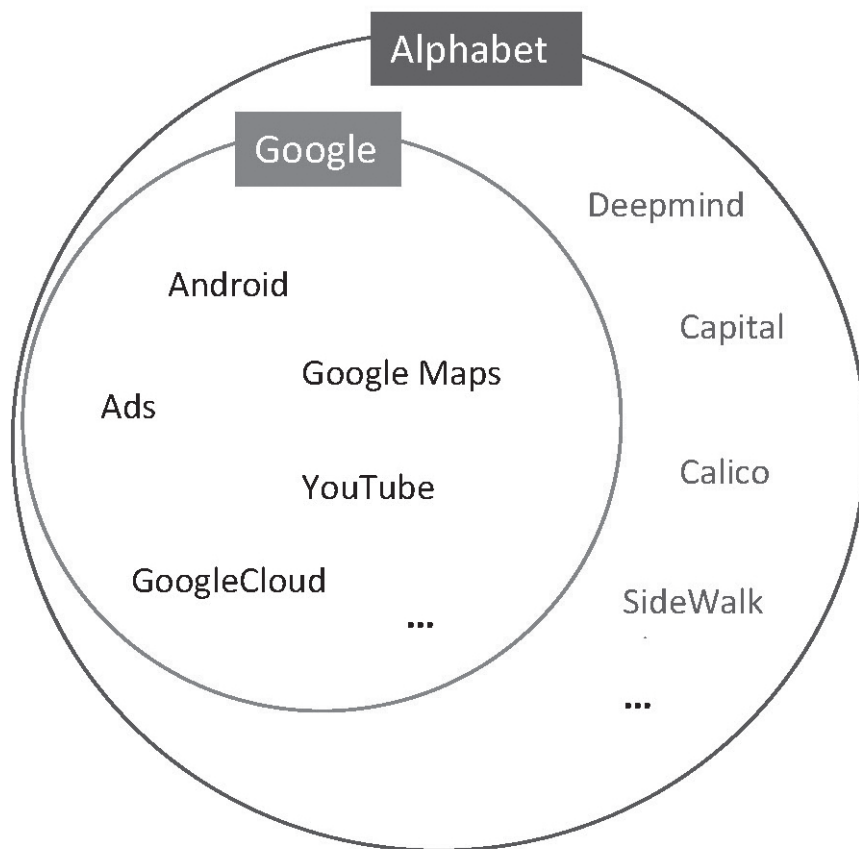 Alphabet
Google
Deepmind
Android
Capital
Google Maps
Ads
Calico
YouTube
GoogleCloud
SideWalk
...
...